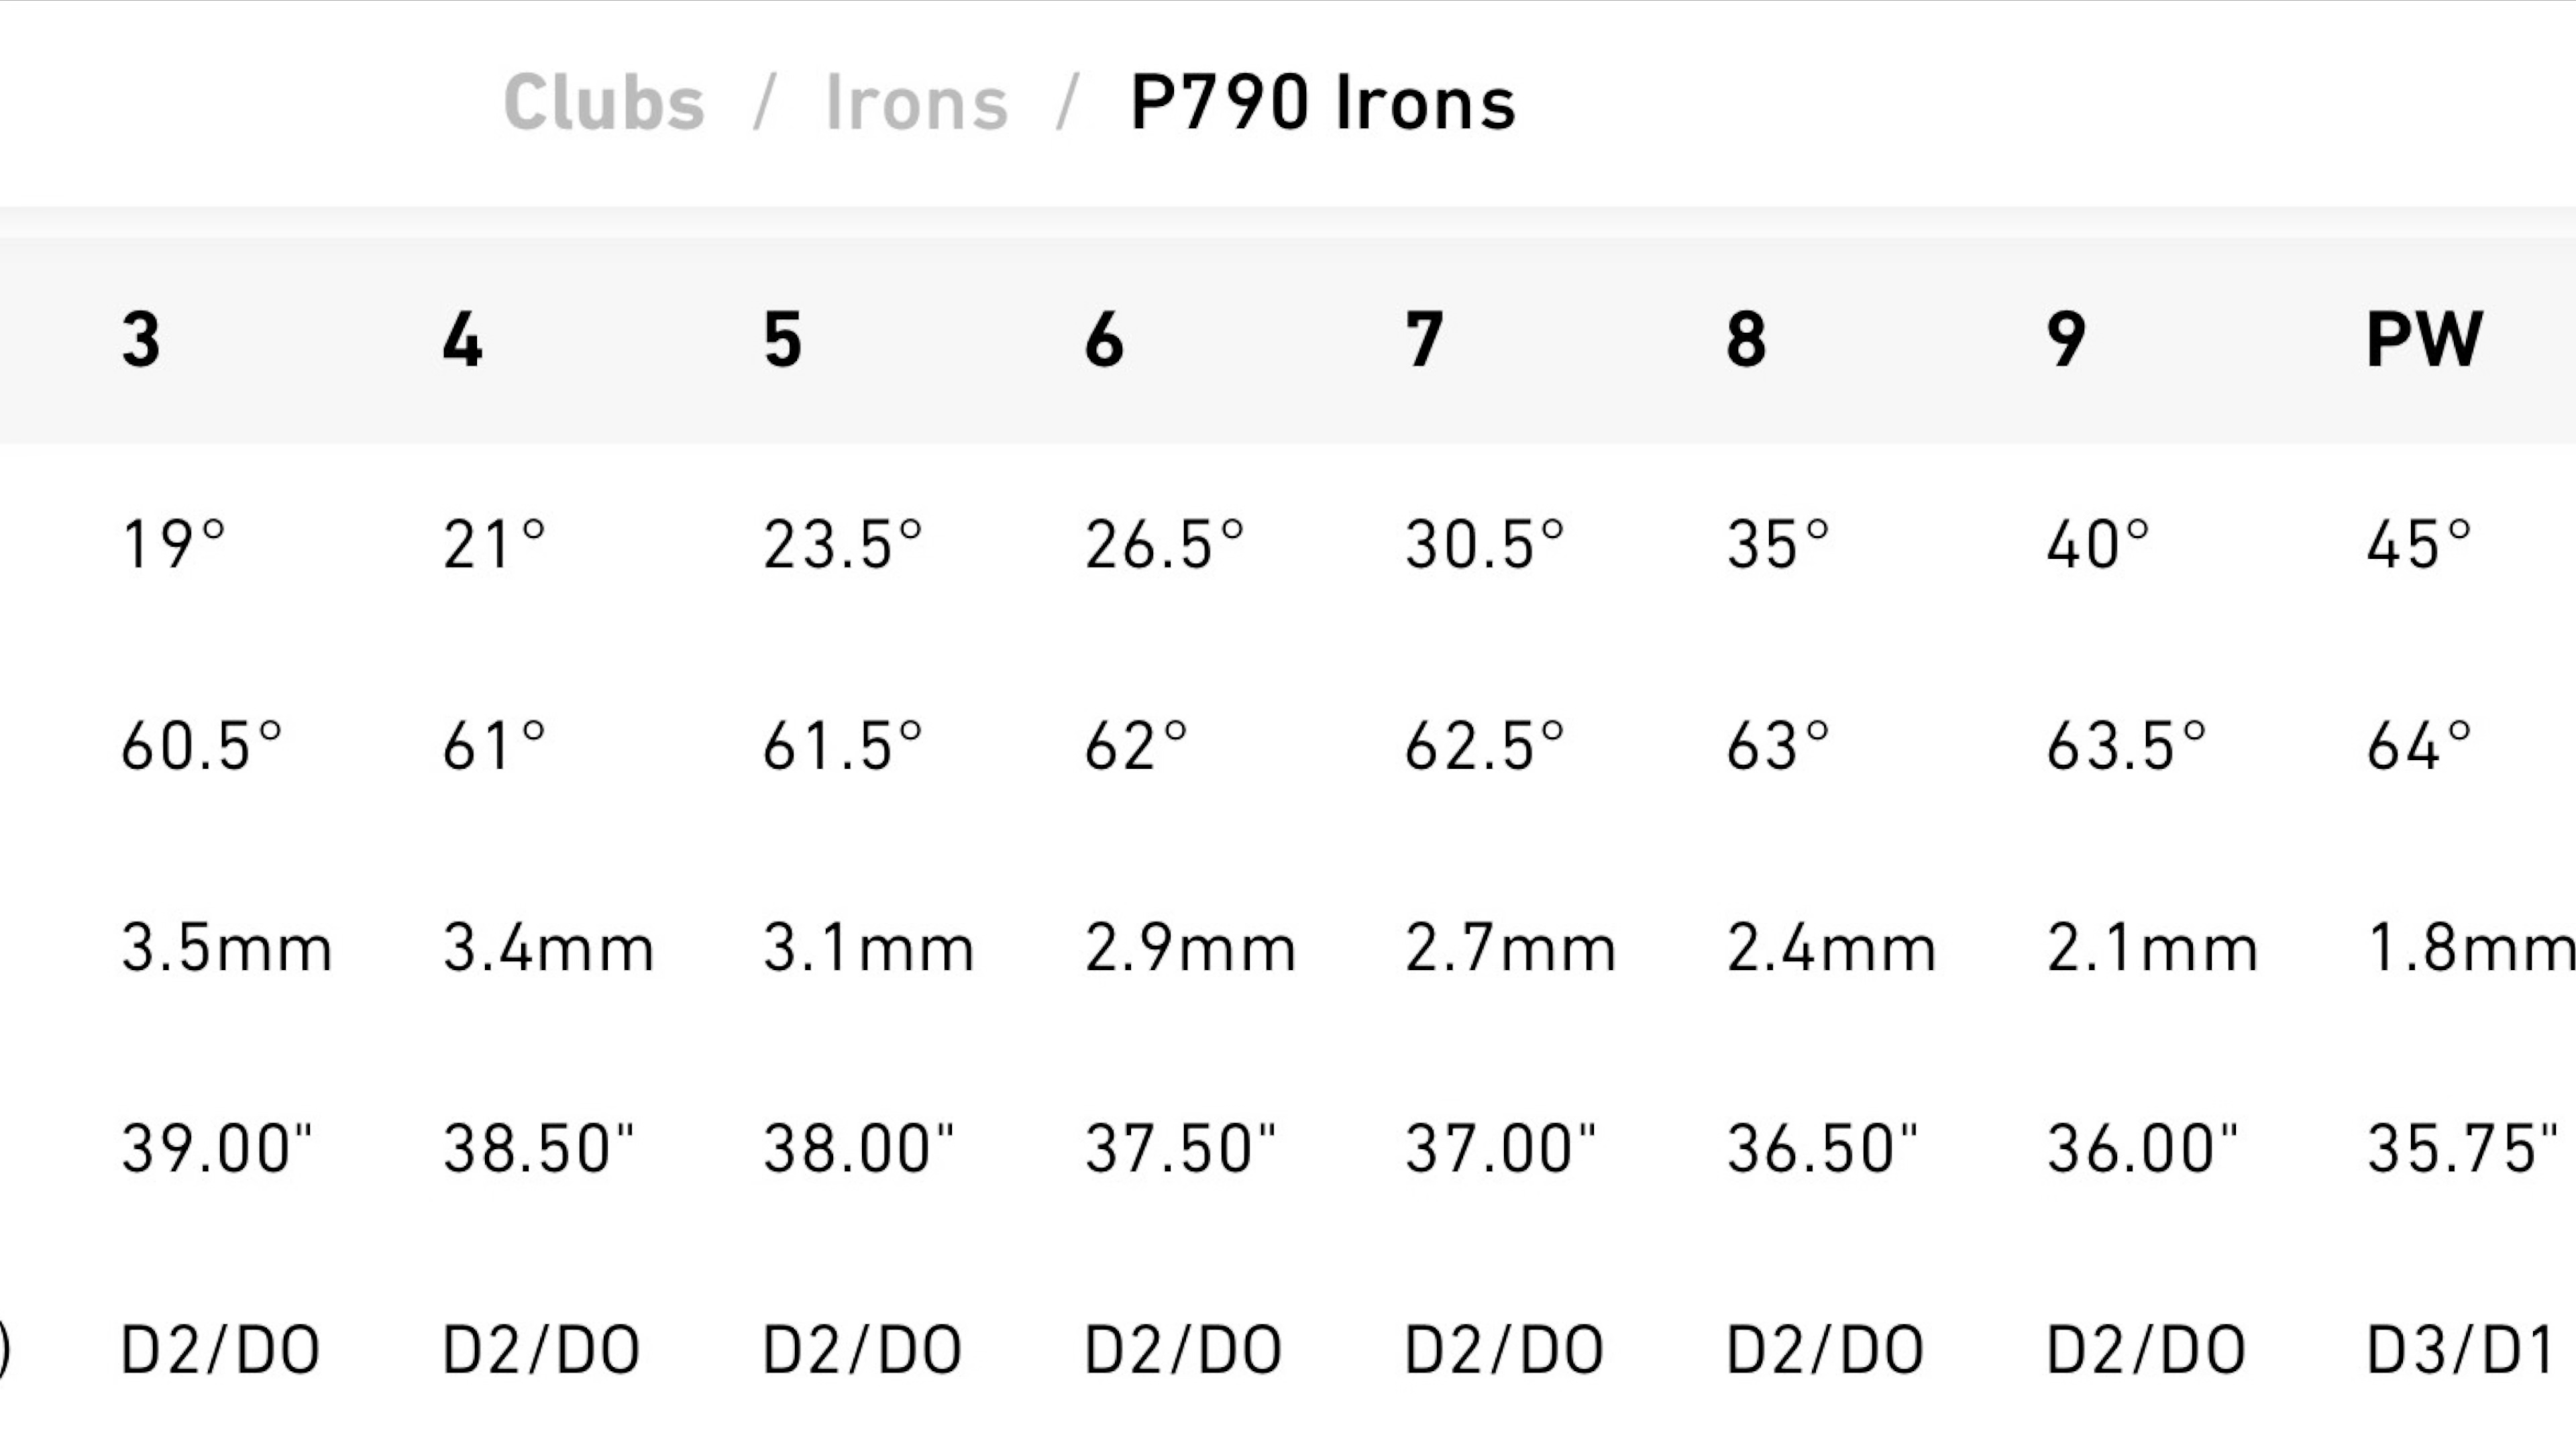 Clubs / Irons / P790 Irons
3 4 5 6 7 8 9 PW
19° 21° 23.5° 26.5° 30.5° 35° 40° 45°
60.5° 61° 61.5° 62° 62.5° 63° 63.5° 64°
3.5mm 3.4mm 3.1mm 2.9mm 2.7mm 2.4mm 2.1mm 1.8mm
39.00" 38.50" 38.00" 37.50" 37.00" 36.50" 36.00" 35.75"
) D2/DO D2/DO D2/DO D2/DO D2/DO D2/DO D2/DO D3/D1